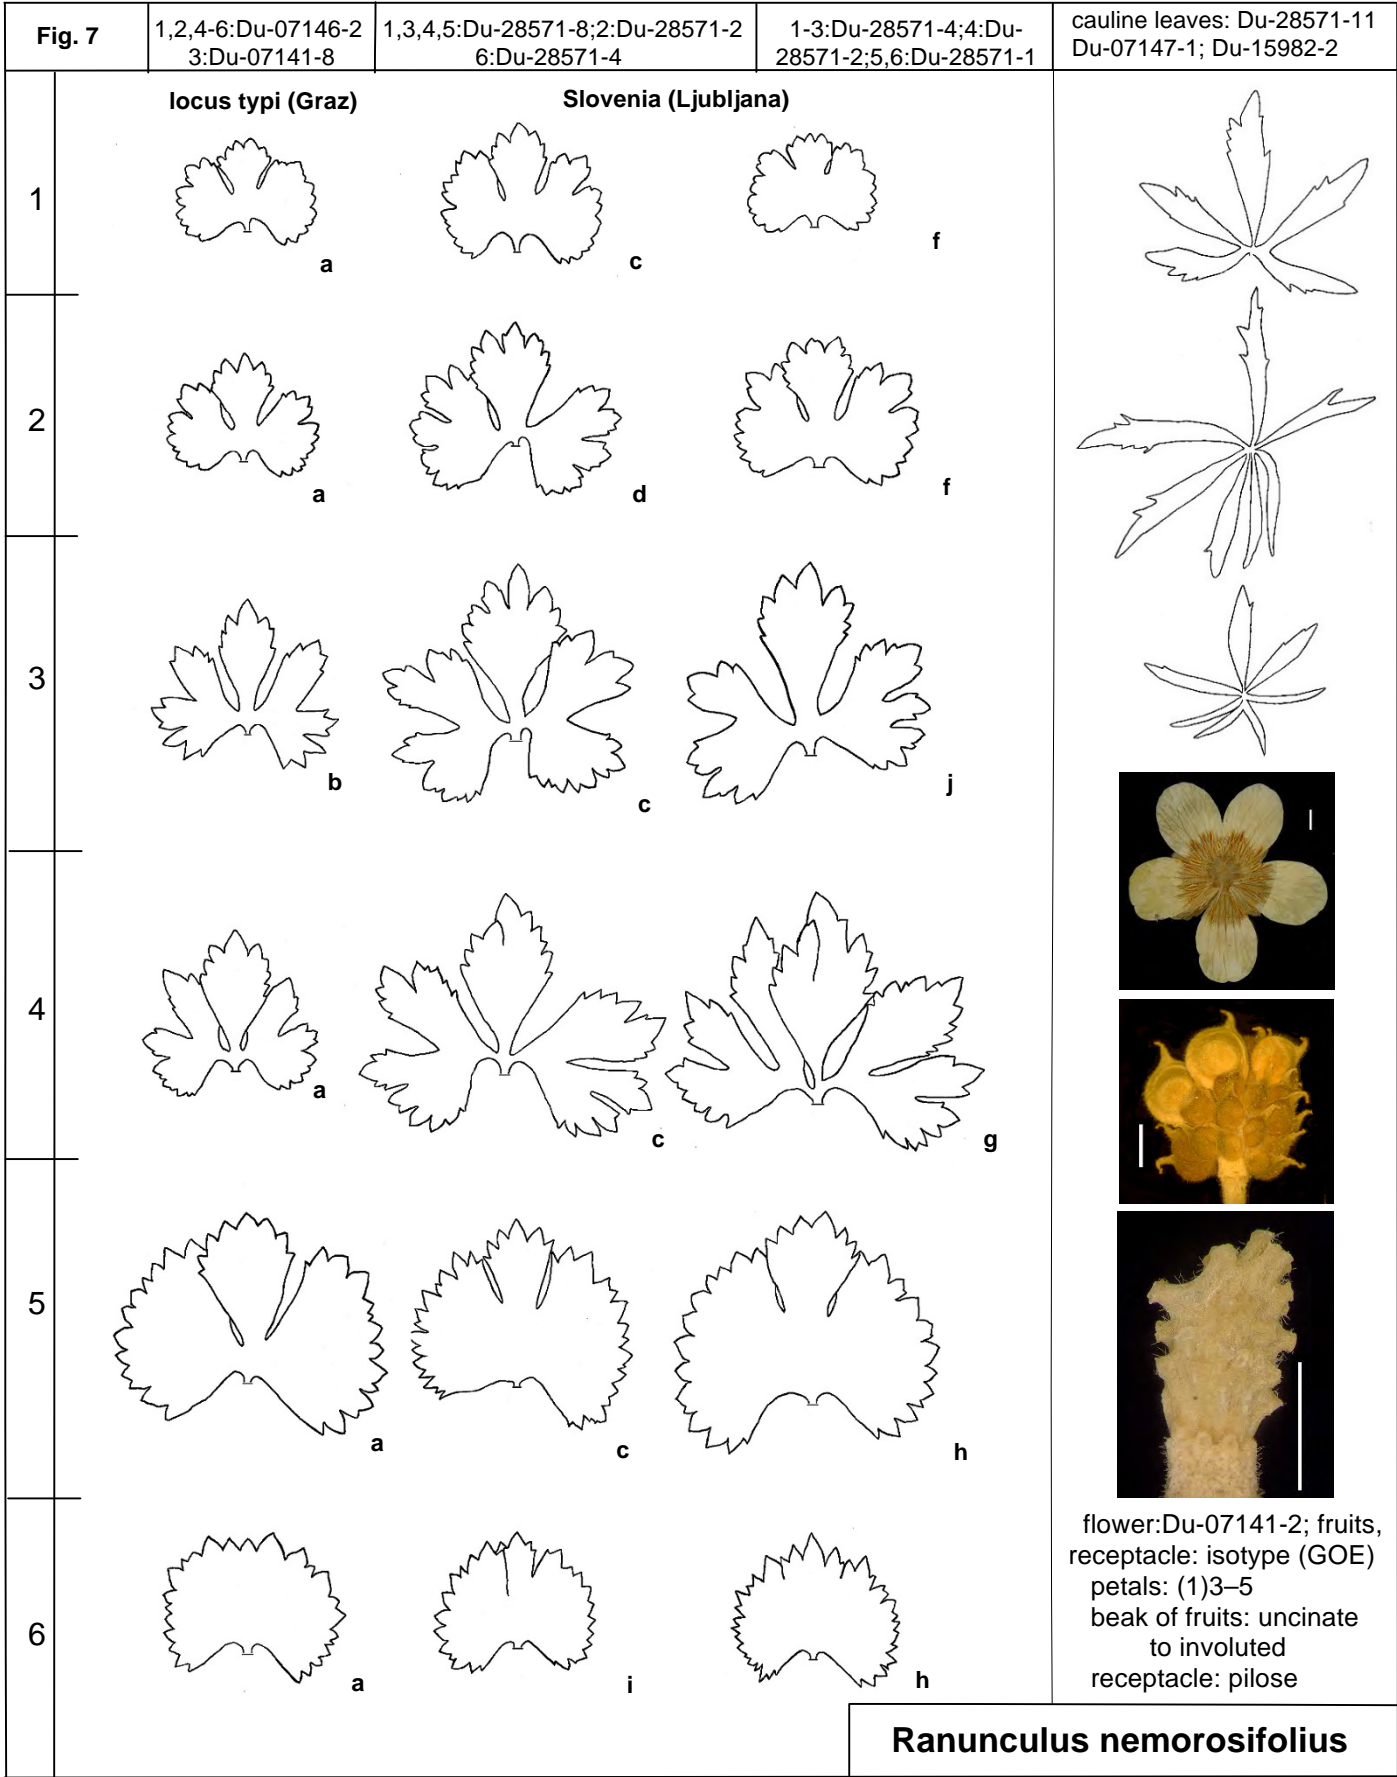 Fig. 7
1,2,4-6:Du-07146-2
3:Du-07141-8
1,3,4,5:Du-28571-8;2:Du-28571-2
6:Du-28571-4
1-3:Du-28571-4;4:Du-
28571-2;5,6:Du-28571-1
cauline leaves: Du-28571-11
Du-07147-1; Du-15982-2
locus typi (Graz)
Slovenia (Ljubljana)
1
a
c
f
2
a
d
f
3
b
c
j
4
a
c
g
5
a
c
h
6
a
i
h
flower:Du-07141-2; fruits,
receptacle: isotype (GOE)
petals: (1)3–5
beak of fruits: uncinate
to involuted
receptacle: pilose
Ranunculus nemorosifolius